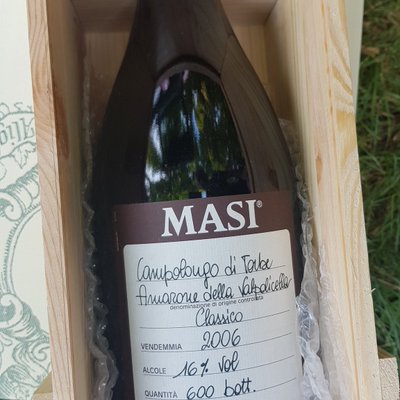 MASI®
Campolongo di Torbe
Amarone della Valpolicella
denominazione di origine controllata
Classico
VENDEMMIA 2006
ALCOLE 16% vol
QUANTITÀ 600 bott.